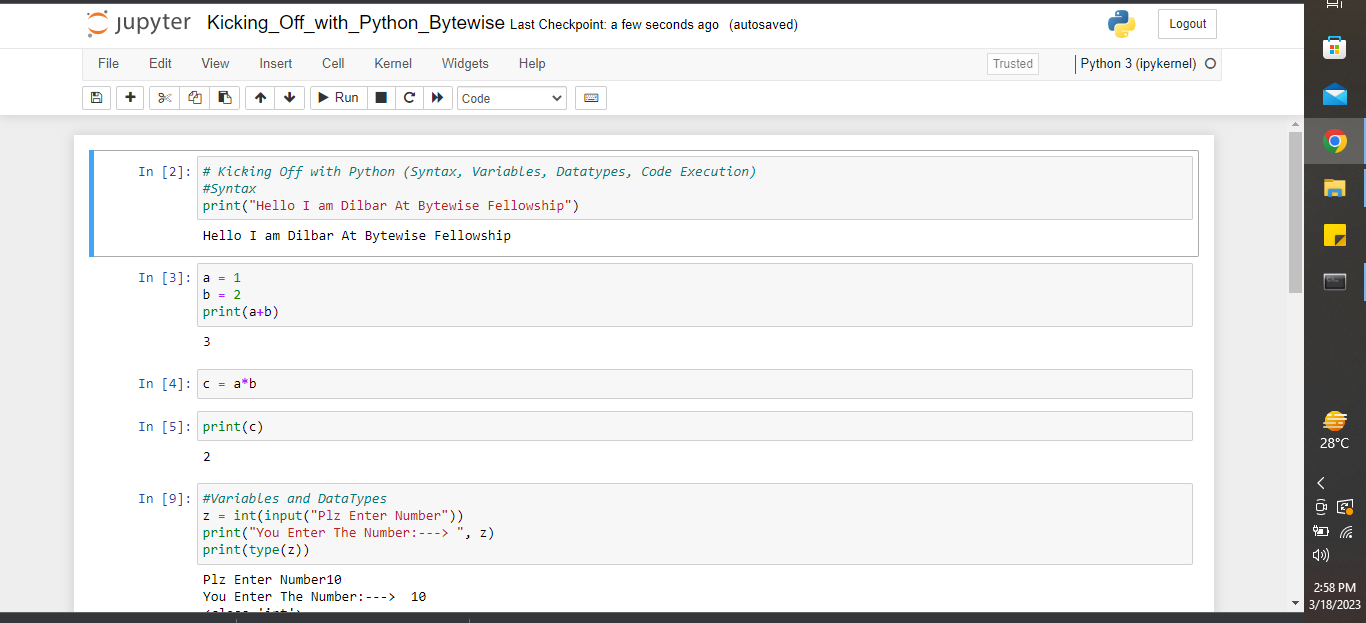 jupyter Kicking_Off_with_Python_Bytewise Last Checkpoint: a few seconds ago (autosaved)
Logout
File Edit View Insert Cell Kernel Widgets Help
Trusted
Python 3 (ipykernel)
Run
Code
In [2]: # Kicking Off with Python (Syntax, Variables, Datatypes, Code Execution)
#Syntax
print("Hello I am Dilbar At Bytewise Fellowship")
Hello I am Dilbar At Bytewise Fellowship
In [3]: a = 1
b = 2
print(a+b)
3
In [4]: c = a*b
In [5]: print(c)
2
In [9]: #Variables and DataTypes
z = int(input("Plz Enter Number"))
print("You Enter The Number:---> ", z)
print(type(z))
Plz Enter Number10
You Enter The Number:--->  10
<class 'int'>
28°C
2:58 PM
3/18/2023